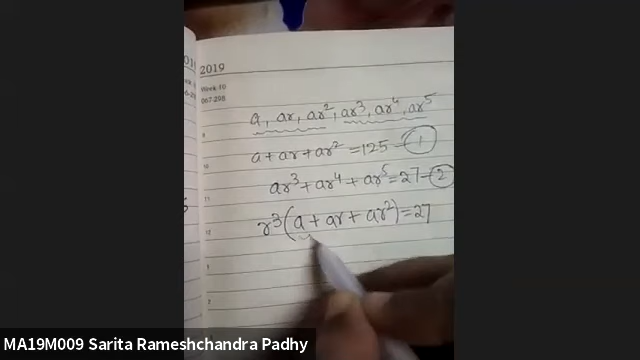 2019
Week 10
067-298
a, ar, ar², ar³, ar⁴, ar⁵
a + ar + ar² = 125 - 1
ar³ + ar⁴ + ar⁵ = 27 - 2
r³(a + ar + ar²) = 27
MA19M009 Sarita Rameshchandra Padhy